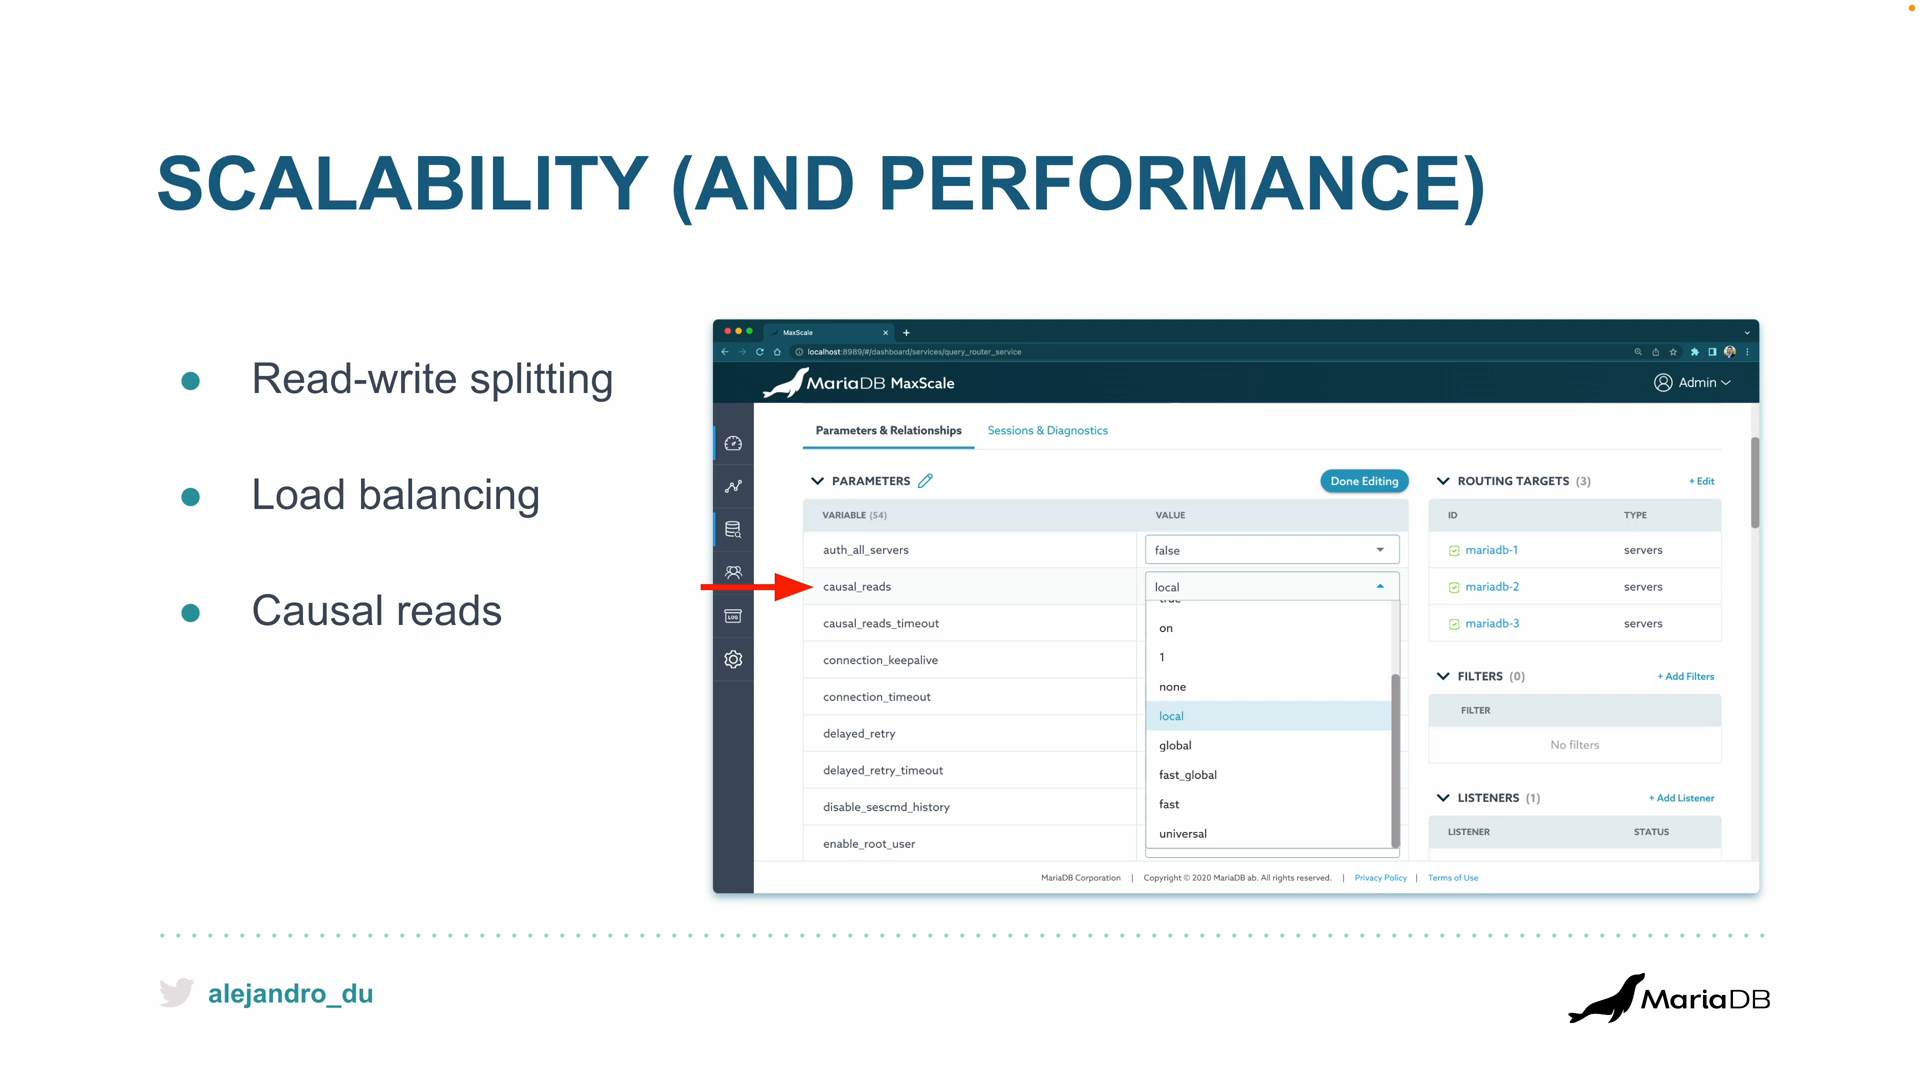 SCALABILITY (AND PERFORMANCE)
● Read-write splitting
● Load balancing
● Causal reads
MaxScale
localhost:8989/#/dashboard/services/query_router_service
MariaDB MaxScale
Admin
Parameters & Relationships
Sessions & Diagnostics
PARAMETERS
Done Editing
VARIABLE (54)
VALUE
auth_all_servers
false
causal_reads
local
causal_reads_timeout
connection_keepalive
connection_timeout
delayed_retry
delayed_retry_timeout
disable_sescmd_history
enable_root_user
true
on
1
none
local
global
fast_global
fast
universal
ROUTING TARGETS (3)
+ Edit
ID
TYPE
mariadb-1
servers
mariadb-2
servers
mariadb-3
servers
FILTERS (0)
+ Add Filters
FILTER
No filters
LISTENERS (1)
+ Add Listener
LISTENER
STATUS
LOG
MariaDB Corporation | Copyright © 2020 MariaDB ab. All rights reserved. | Privacy Policy | Terms of Use
alejandro_du
MariaDB